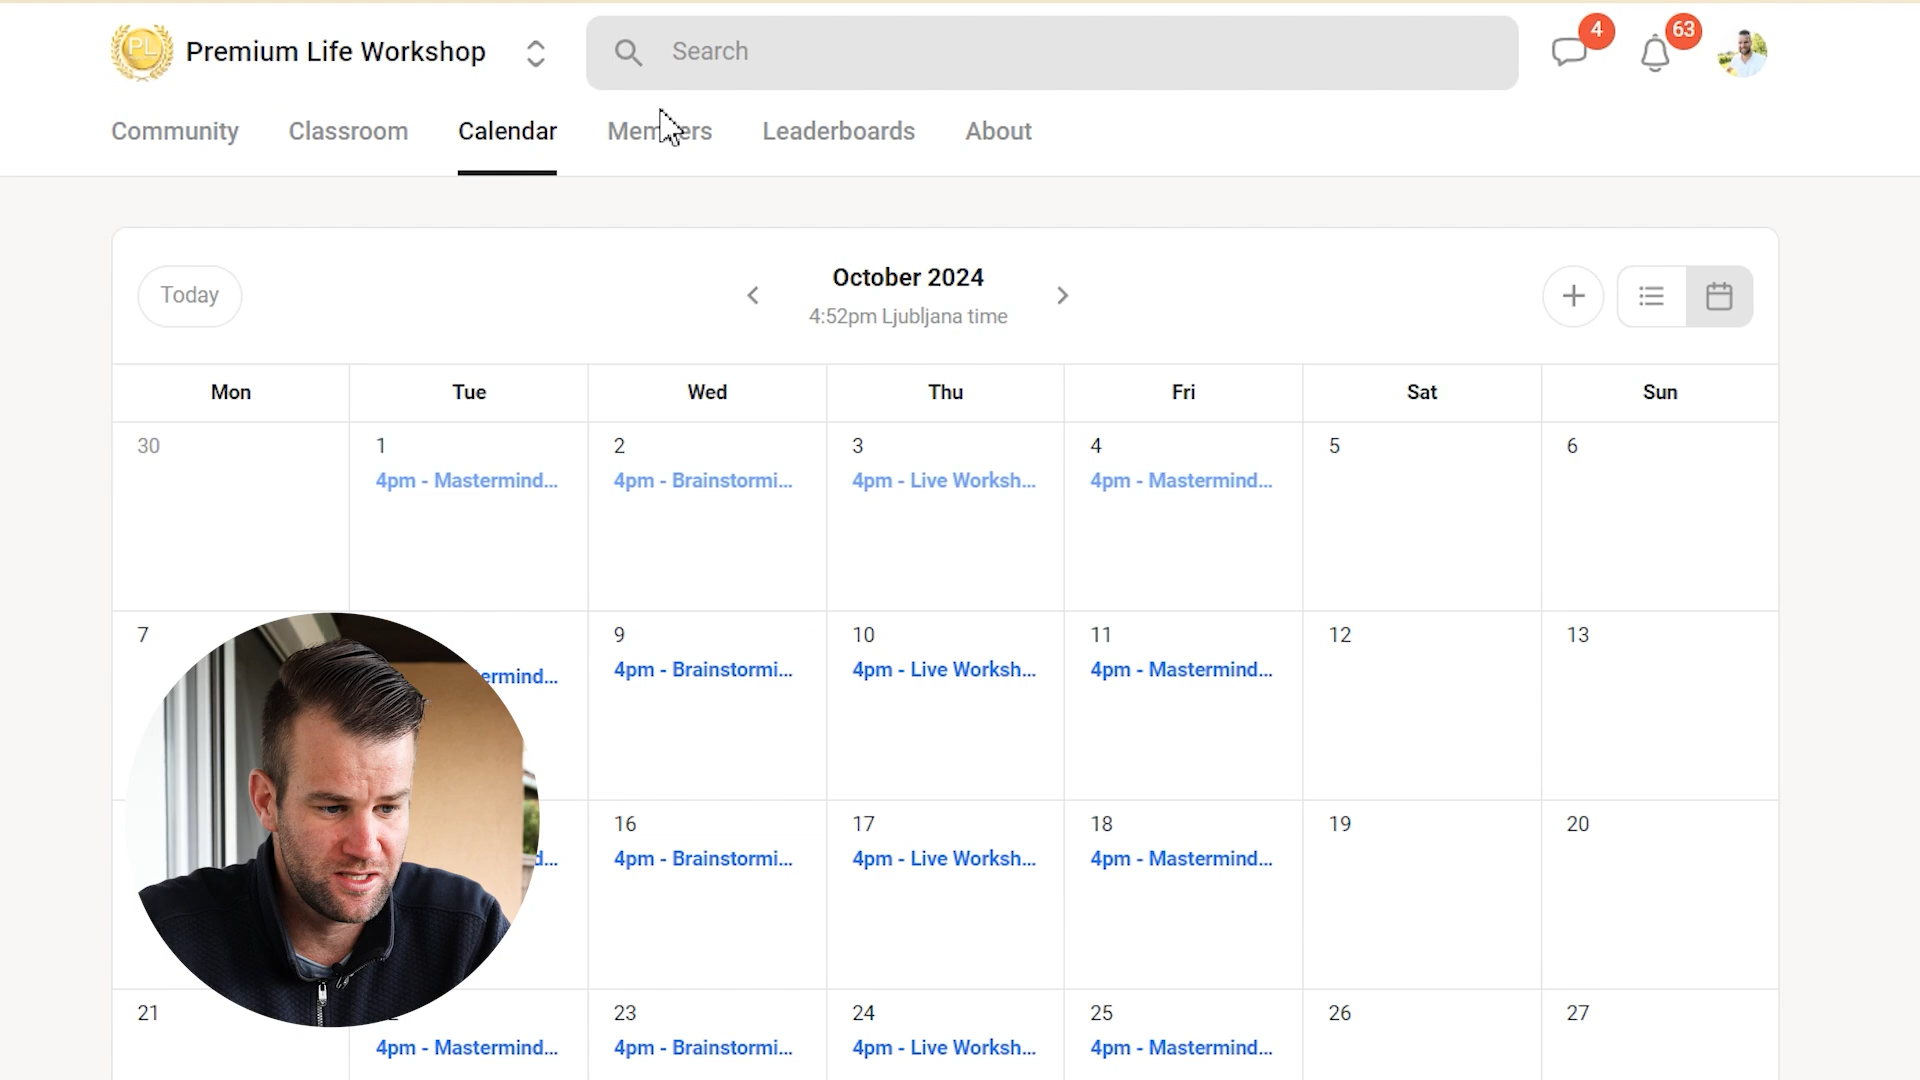 PL
Premium Life Workshop
Search
4
63
Community
Classroom
Calendar
Leaderboards
About
Today
October 2024
4:52pm Ljubljana time
Mon
Tue
Wed
Thu
Fri
Sat
Sun
30
1
2
3
4
5
6
4pm - Mastermind...
4pm - Brainstormi...
4pm - Live Worksh...
4pm - Mastermind...
7
9
10
11
12
13
ermind...
4pm - Brainstormi...
4pm - Live Worksh...
4pm - Mastermind...
16
17
18
19
20
d...
4pm - Brainstormi...
4pm - Live Worksh...
4pm - Mastermind...
21
23
24
25
26
27
4pm - Mastermind...
4pm - Brainstormi...
4pm - Live Worksh...
4pm - Mastermind...